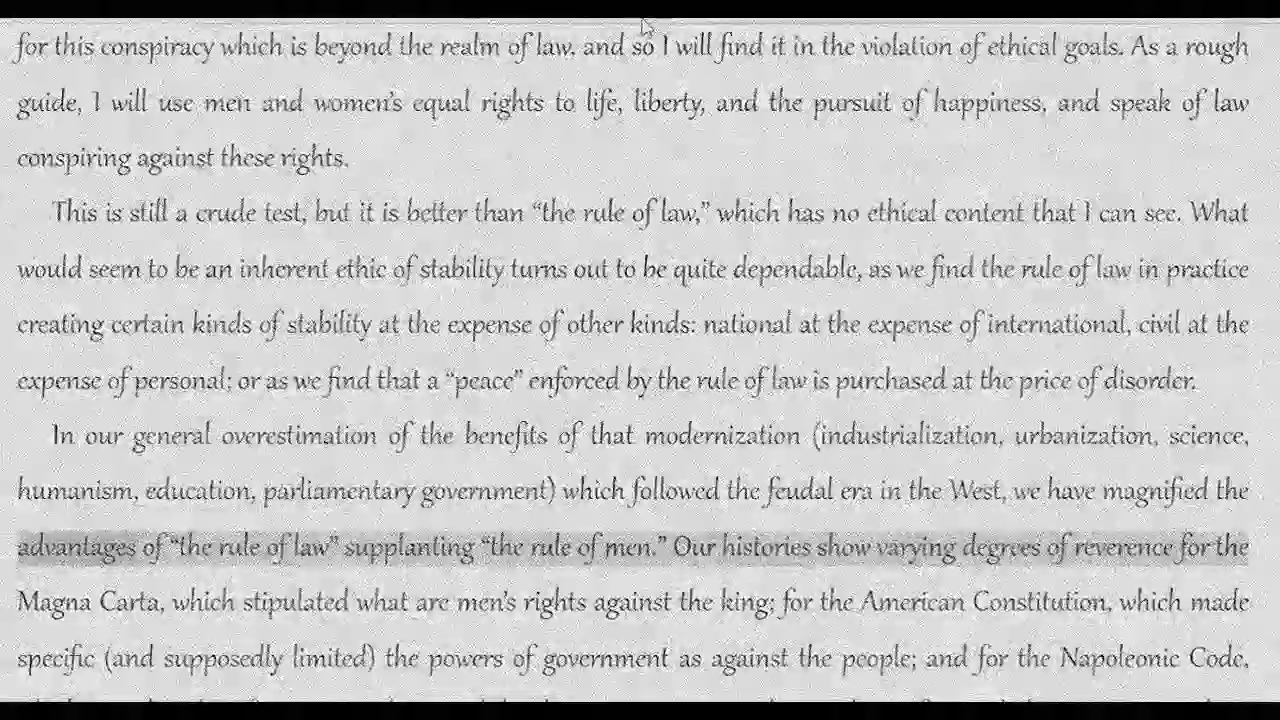 for this conspiracy which is beyond the realm of law, and so I will find it in the violation of ethical goals. As a rough
guide, I will use men and women's equal rights to life, liberty, and the pursuit of happiness, and speak of law
conspiring against these rights.
This is still a crude test, but it is better than “the rule of law,” which has no ethical content that I can see. What
would seem to be an inherent ethic of stability turns out to be quite dependable, as we find the rule of law in practice
creating certain kinds of stability at the expense of other kinds: national at the expense of international, civil at the
expense of personal; or as we find that a “peace” enforced by the rule of law is purchased at the price of disorder.
In our general overestimation of the benefits of that modernization (industrialization, urbanization, science,
humanism, education, parliamentary government) which followed the feudal era in the West, we have magnified the
advantages of “the rule of law” supplanting “the rule of men.” Our histories show varying degrees of reverence for the
Magna Carta, which stipulated what are men's rights against the king; for the American Constitution, which made
specific (and supposedly limited) the powers of government as against the people; and for the Napoleonic Code,